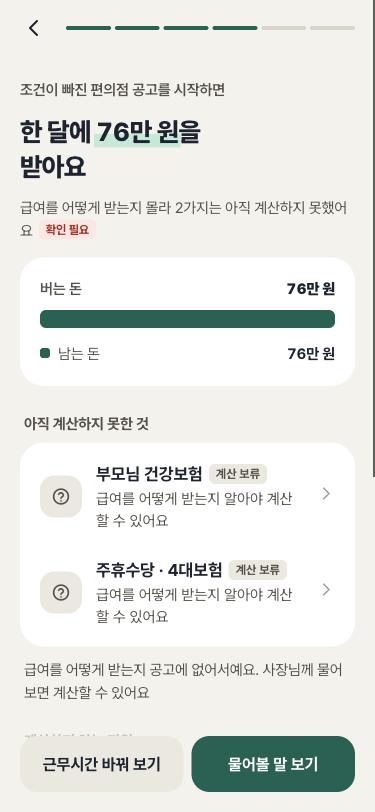 조건이 빠진 편의점 공고를 시작하면
한 달에 76만 원을
받아요
급여를 어떻게 받는지 몰라 2가지는 아직 계산하지 못했어
요 확인 필요
버는 돈 76만 원
남는 돈 76만 원
아직 계산하지 못한 것
부모님 건강보험 계산 보류
급여를 어떻게 받는지 알아야 계산
할 수 있어요
주휴수당 · 4대보험 계산 보류
급여를 어떻게 받는지 알아야 계산
할 수 있어요
급여를 어떻게 받는지 공고에 없어서예요. 사장님께 물어
보면 계산할 수 있어요
근무시간 바꿔 보기 물어볼 말 보기